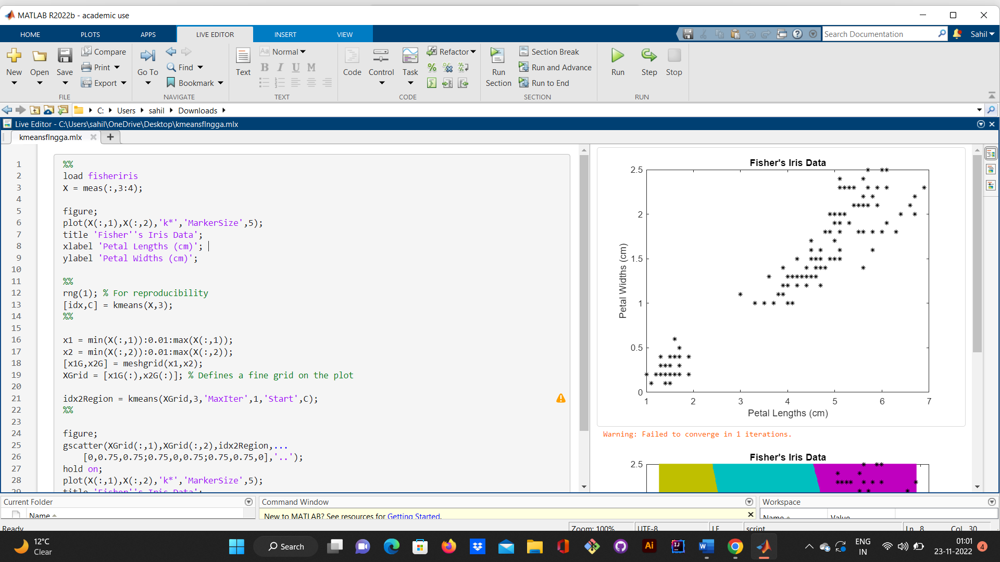 MATLAB R2022b - academic use
HOME PLOTS APPS LIVE EDITOR INSERT VIEW
Search Documentation
Sahil
New Open Save
Compare
Print
Export
FILE
Go To
Find
Bookmark
NAVIGATE
Text
Aa Normal
B I U M
TEXT
Code Control Task
Refactor
CODE
Run Section
Section Break
Run and Advance
Run to End
SECTION
Run Step Stop
RUN
C: Users sahil Downloads
Live Editor - C:\Users\sahil\OneDrive\Desktop\kmeansflngga.mlx
kmeansflngga.mlx
1 %%
2 load fisheriris
3 X = meas(:,3:4);
4
5 figure;
6 plot(X(:,1),X(:,2),'k*','MarkerSize',5);
7 title 'Fisher''s Iris Data';
8 xlabel 'Petal Lengths (cm)';
9 ylabel 'Petal Widths (cm)';
10
11 %%
12 rng(1); % For reproducibility
13 [idx,C] = kmeans(X,3);
14 %%
15
16 x1 = min(X(:,1)):0.01:max(X(:,1));
17 x2 = min(X(:,2)):0.01:max(X(:,2));
18 [x1G,x2G] = meshgrid(x1,x2);
19 XGrid = [x1G(:),x2G(:)]; % Defines a fine grid on the plot
20
21 idx2Region = kmeans(XGrid,3,'MaxIter',1,'Start',C);
22 %%
23
24 figure;
25 gscatter(XGrid(:,1),XGrid(:,2),idx2Region,...
26 [0,0.75,0.75;0.75,0,0.75;0.75,0.75,0],'..');
27 hold on;
28 plot(X(:,1),X(:,2),'k*','MarkerSize',5);
29 title 'Fisher''s Iris Data';
Fisher's Iris Data
2.5
2
1.5
1
0.5
0
Petal Widths (cm)
1 2 3 4 5 6 7
Petal Lengths (cm)
Warning: Failed to converge in 1 iterations.
Fisher's Iris Data
2.5
Current Folder
Name
Command Window
New to MATLAB? See resources for Getting Started.
Workspace
Name Value
Ready
Zoom: 100% UTF-8 LF script Ln 8 Col 30
12°C
Clear
Search
Ai
IJ
W
ENG
IN
01:01
23-11-2022
4